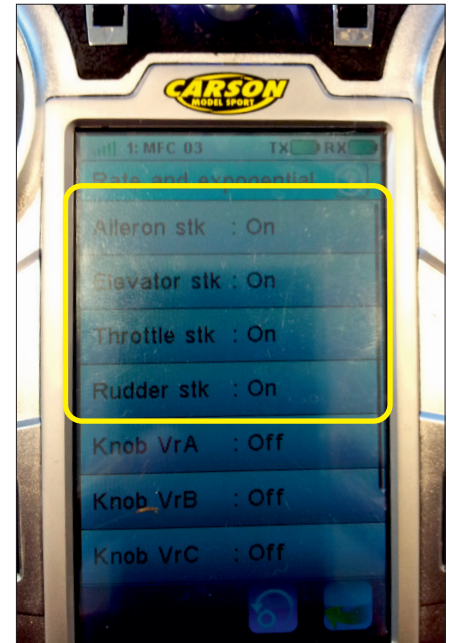 CARSON
MODEL SPORT
1: MFC 03 TX RX
Rate and exponential
Aileron stk : On
Elevator stk : On
Throttle stk : On
Rudder stk : On
Knob VrA : Off
Knob VrB : Off
Knob VrC : Off